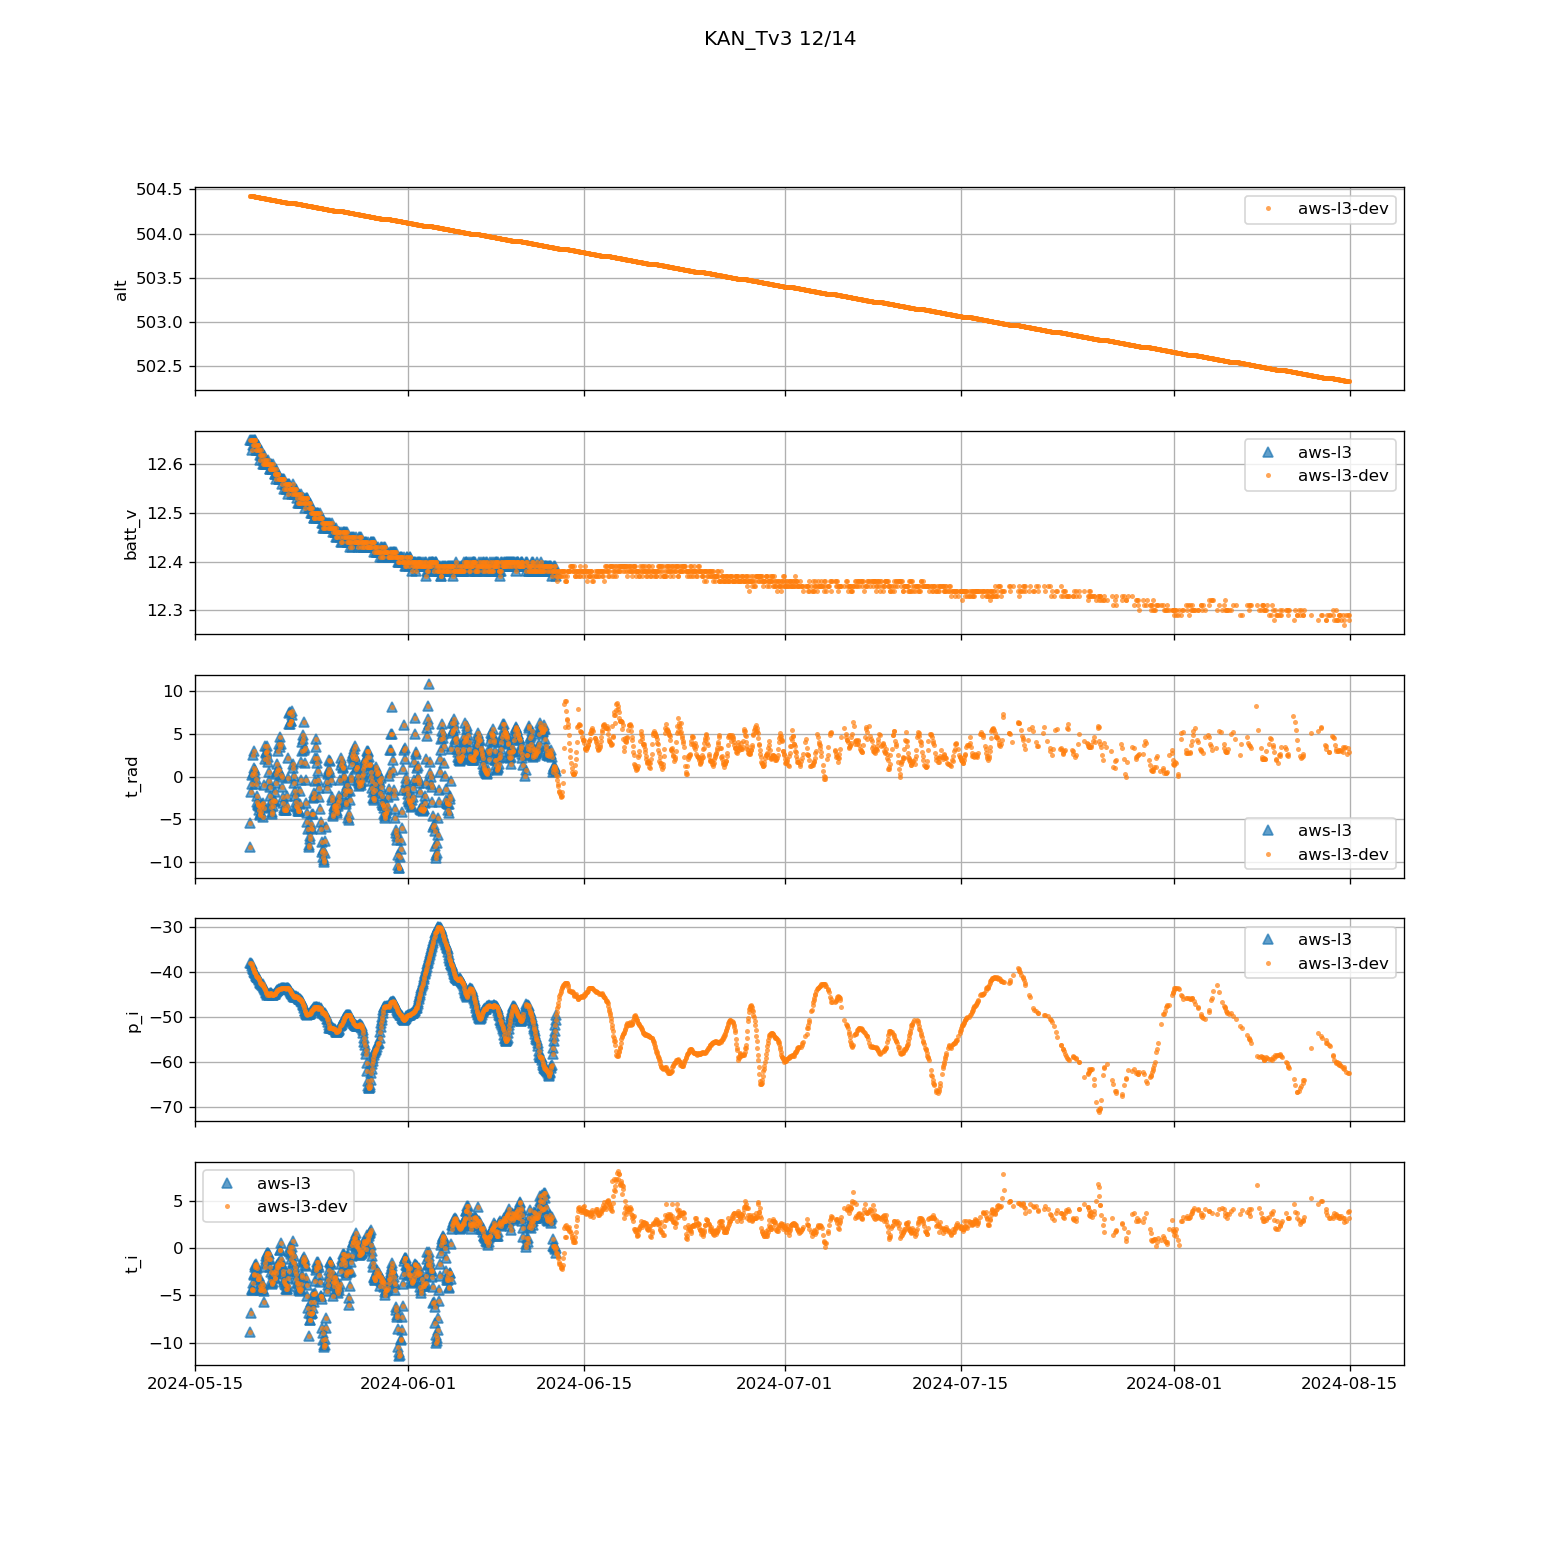 KAN_Tv3 12/14
504.5
504.0
503.5
503.0
502.5
alt
aws-l3-dev
12.6
12.5
12.4
12.3
batt_v
aws-l3
aws-l3-dev
10
5
0
−5
−10
t_rad
aws-l3
aws-l3-dev
−30
−40
−50
−60
−70
p_i
aws-l3
aws-l3-dev
5
0
−5
−10
t_i
aws-l3
aws-l3-dev
2024-05-15 2024-06-01 2024-06-15 2024-07-01 2024-07-15 2024-08-01 2024-08-15